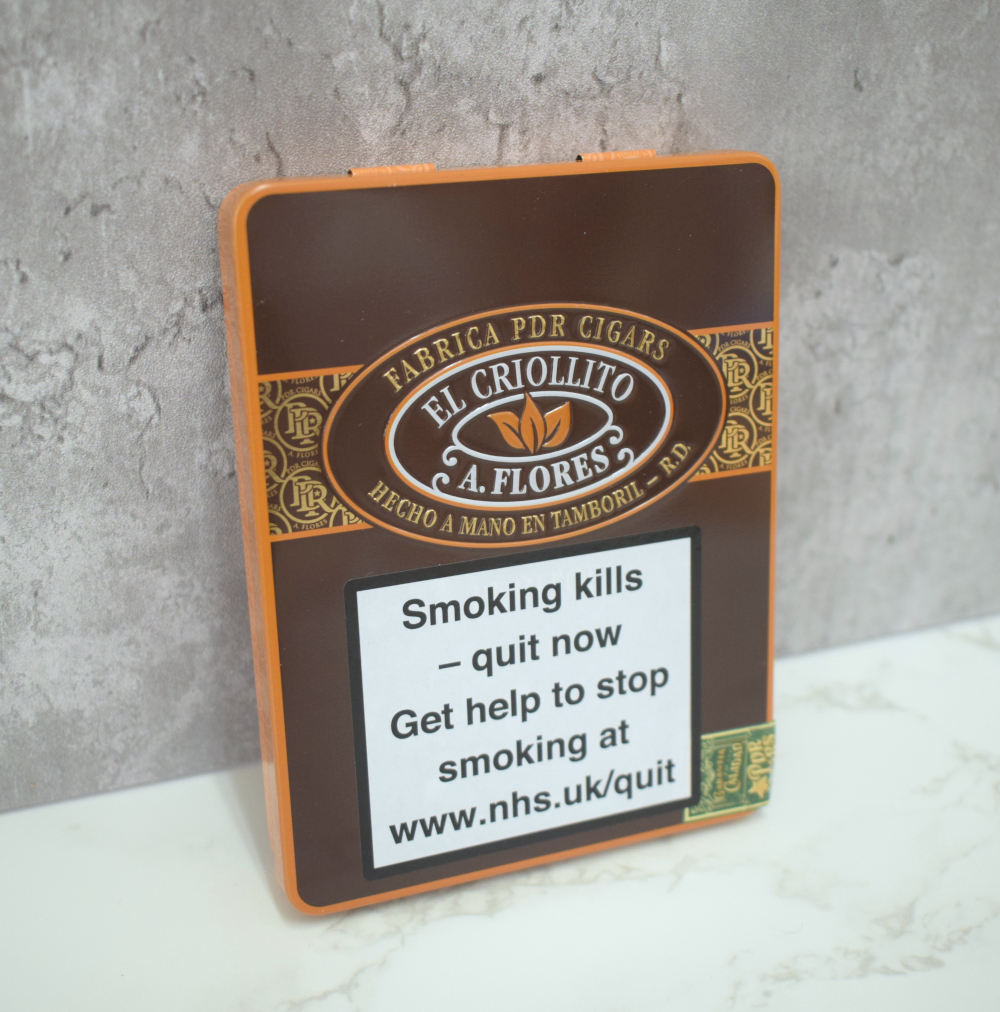 FABRICA PDR CIGARS
EL CRIOLLITO
A. FLORES
HECHO A MANO EN TAMBORIL – R.D.
Smoking kills
– quit now
Get help to stop
smoking at
www.nhs.uk/quit